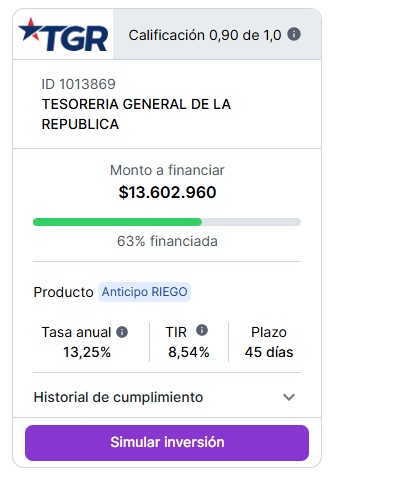 TGR
Calificación 0,90 de 1,0
ID 1013869
TESORERIA GENERAL DE LA
REPUBLICA
Monto a financiar
$13.602.960
63% financiada
Producto Anticipo RIEGO
Tasa anual TIR Plazo
13,25% 8,54% 45 días
Historial de cumplimiento
Simular inversión